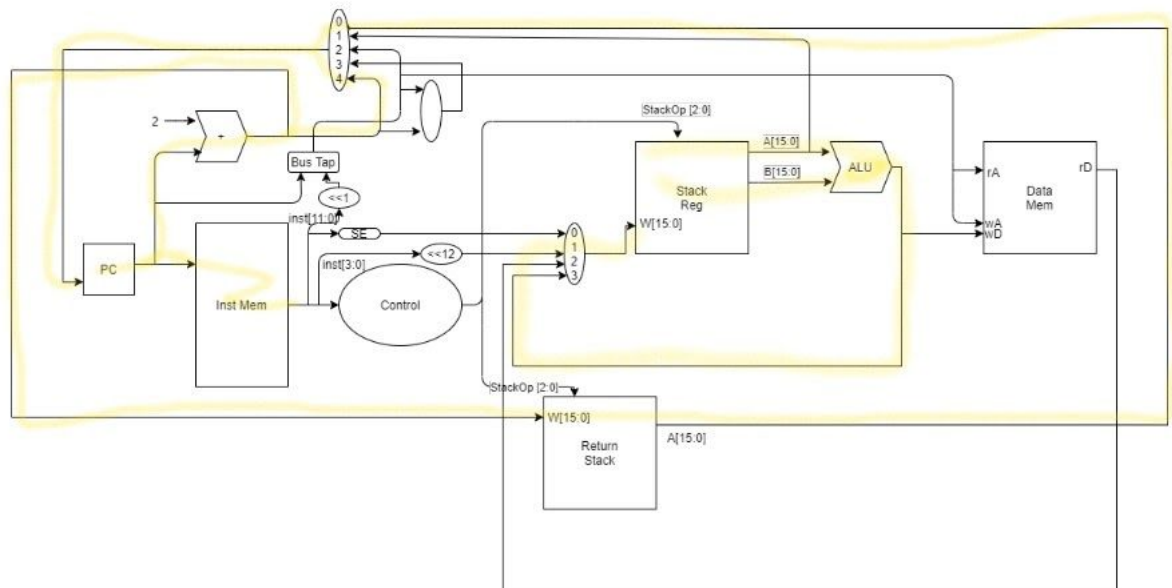 0
1
2
3
4
2
+
Bus Tap
<<1
inst[11:0]
SE
<<12
inst[3:0]
PC
Inst Mem
Control
0
1
2
3
StackOp [2:0]
A[15:0]
B[15:0]
Stack
Reg
W[15:0]
ALU
rA
rD
Data
Mem
wA
wD
StackOp [2:0]
W[15:0]
A[15:0]
Return
Stack